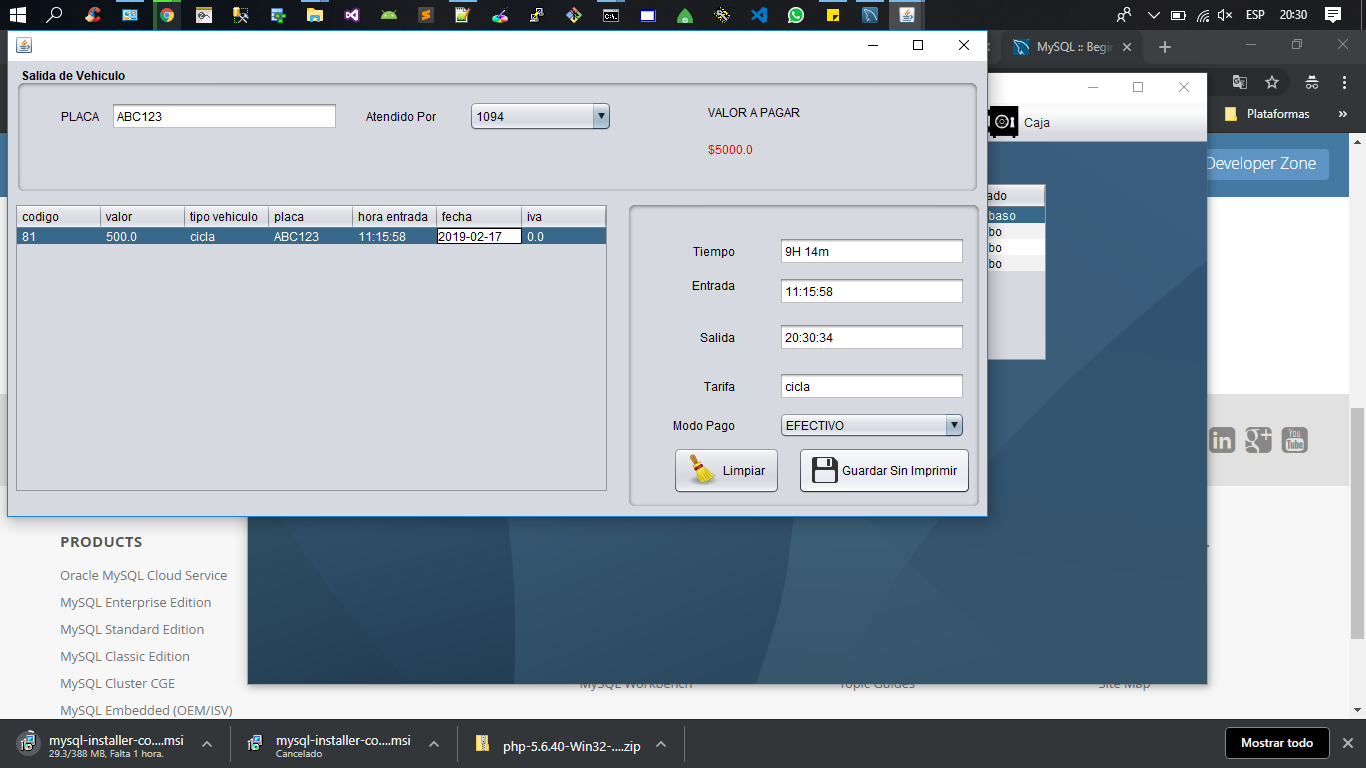 ESP 20:30
MySQL :: Begin
Salida de Vehiculo
PLACA ABC123 Atendido Por 1094 VALOR A PAGAR
$5000.0
Plataformas »
Caja
Developer Zone
codigo valor tipo vehiculo placa hora entrada fecha iva
81 500.0 cicla ABC123 11:15:58 2019-02-17 0.0
ado
baso
bo
bo
bo
Tiempo 9H 14m
Entrada 11:15:58
Salida 20:30:34
Tarifa cicla
Modo Pago EFECTIVO
Limpiar Guardar Sin Imprimir
in g+ You Tube
PRODUCTS
Oracle MySQL Cloud Service
MySQL Enterprise Edition
MySQL Standard Edition
MySQL Classic Edition
MySQL Cluster CGE
MySQL Embedded (OEM/ISV)
MySQL Workbench Topic Guides Site Map
mysql-installer-co....msi
29.3/388 MB, Falta 1 hora.
mysql-installer-co....msi
Cancelado
php-5.6.40-Win32-....zip
Mostrar todo